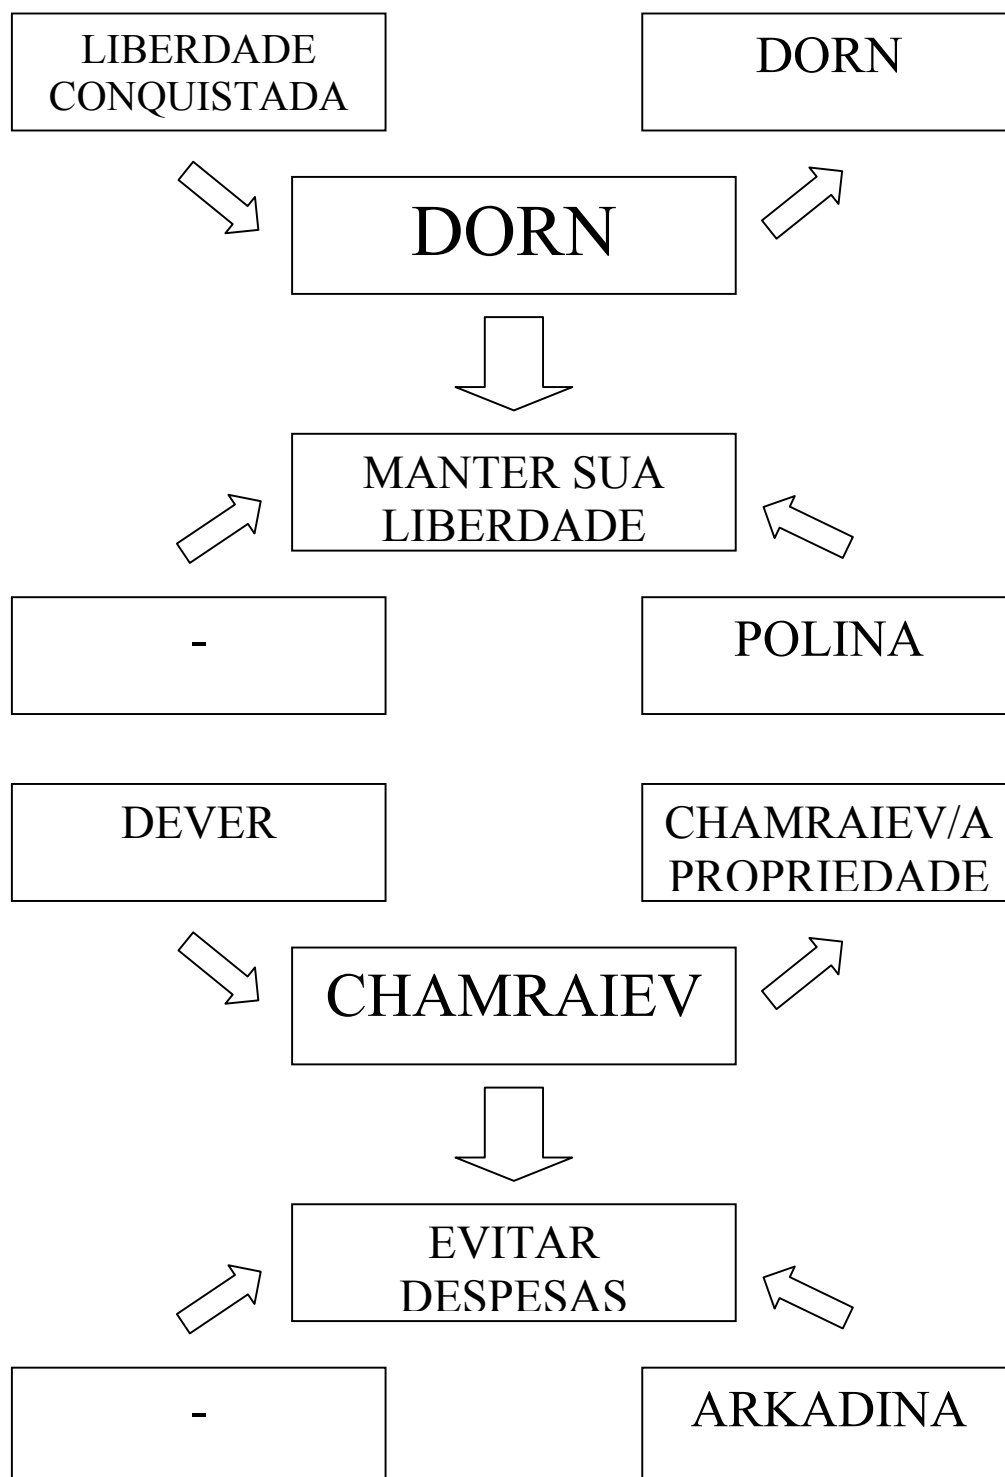 LIBERDADE
CONQUISTADA
DORN
DORN
MANTER SUA
LIBERDADE
-
POLINA
DEVER
CHAMRAIEV/A
PROPRIEDADE
CHAMRAIEV
EVITAR
DESPESAS
-
ARKADINA